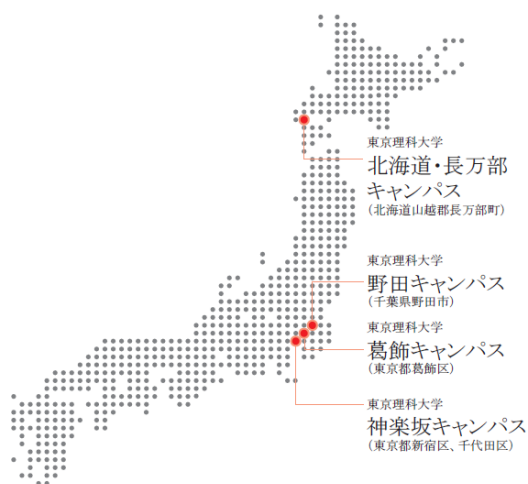 東京理科大学
北海道・長万部
キャンパス
（北海道山越郡長万部町）
東京理科大学
野田キャンパス
（千葉県野田市）
東京理科大学
葛飾キャンパス
（東京都葛飾区）
東京理科大学
神楽坂キャンパス
（東京都新宿区、千代田区）